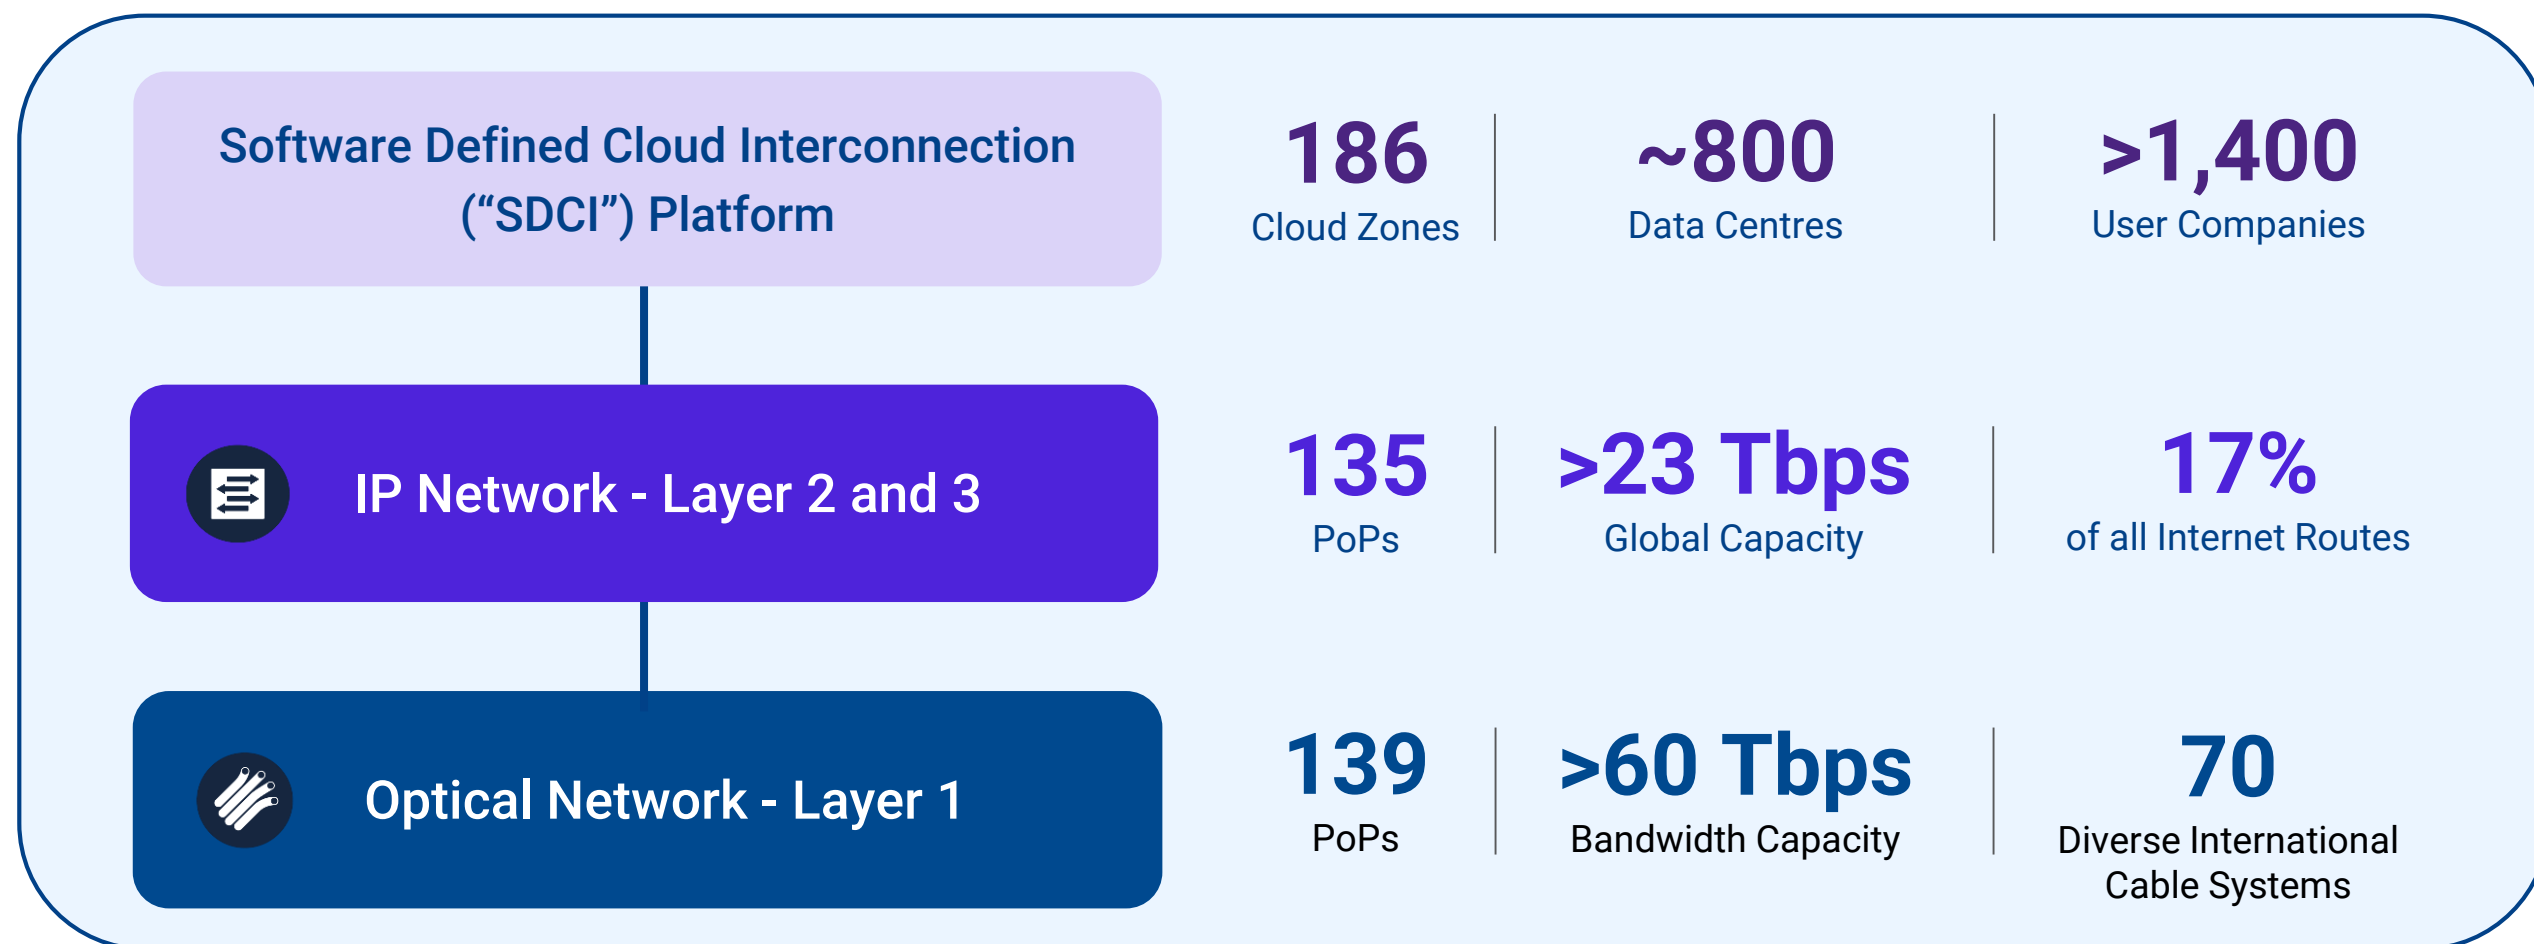 Software Defined Cloud Interconnection
(“SDCI”) Platform
186
Cloud Zones
~800
Data Centres
>1,400
User Companies
IP Network - Layer 2 and 3
135
PoPs
>23 Tbps
Global Capacity
17%
of all Internet Routes
Optical Network - Layer 1
139
PoPs
>60 Tbps
Bandwidth Capacity
70
Diverse International
Cable Systems